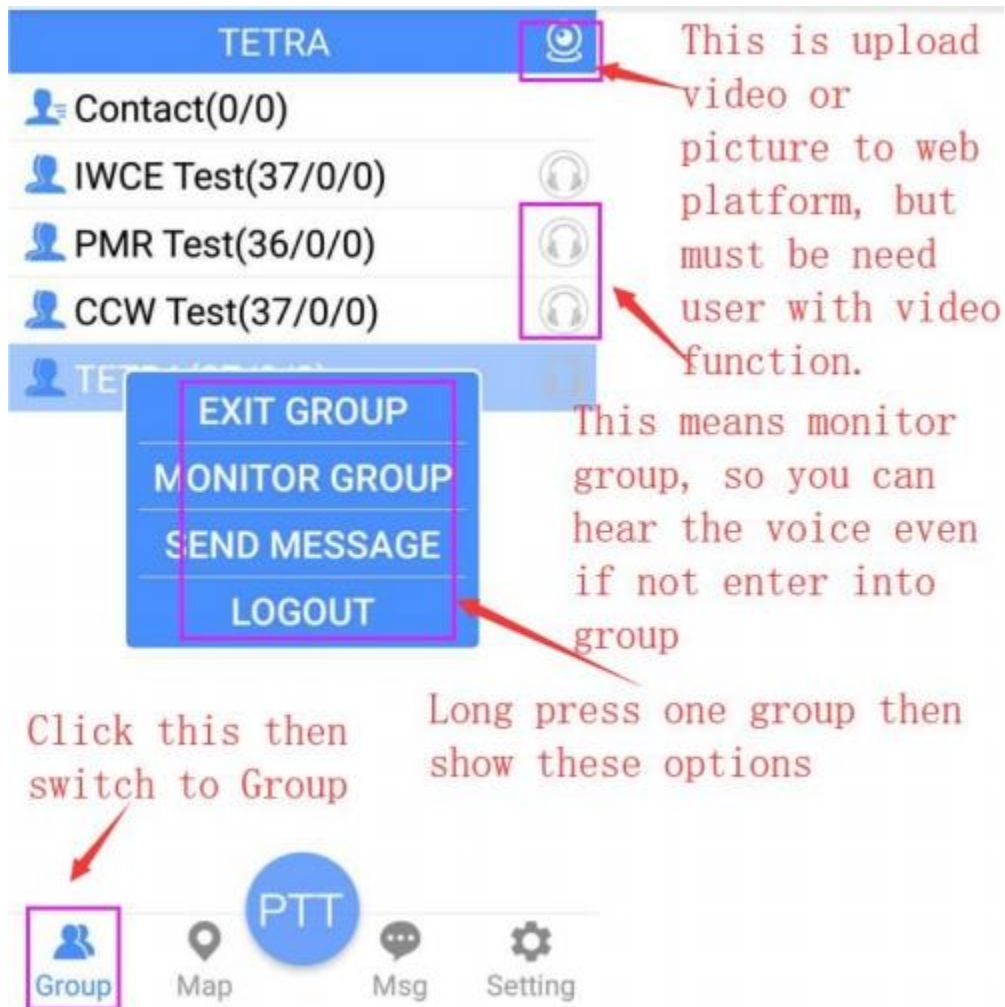 TETRA
Contact(0/0)
IWCE Test(37/0/0)
PMR Test(36/0/0)
CCW Test(37/0/0)
EXIT GROUP
MONITOR GROUP
SEND MESSAGE
LOGOUT
This is upload
video or
picture to web
platform, but
must be need
user with video
function.
This means monitor
group, so you can
hear the voice even
if not enter into
group
Long press one group then
show these options
Click this then
switch to Group
PTT
Group
Map
Msg
Setting